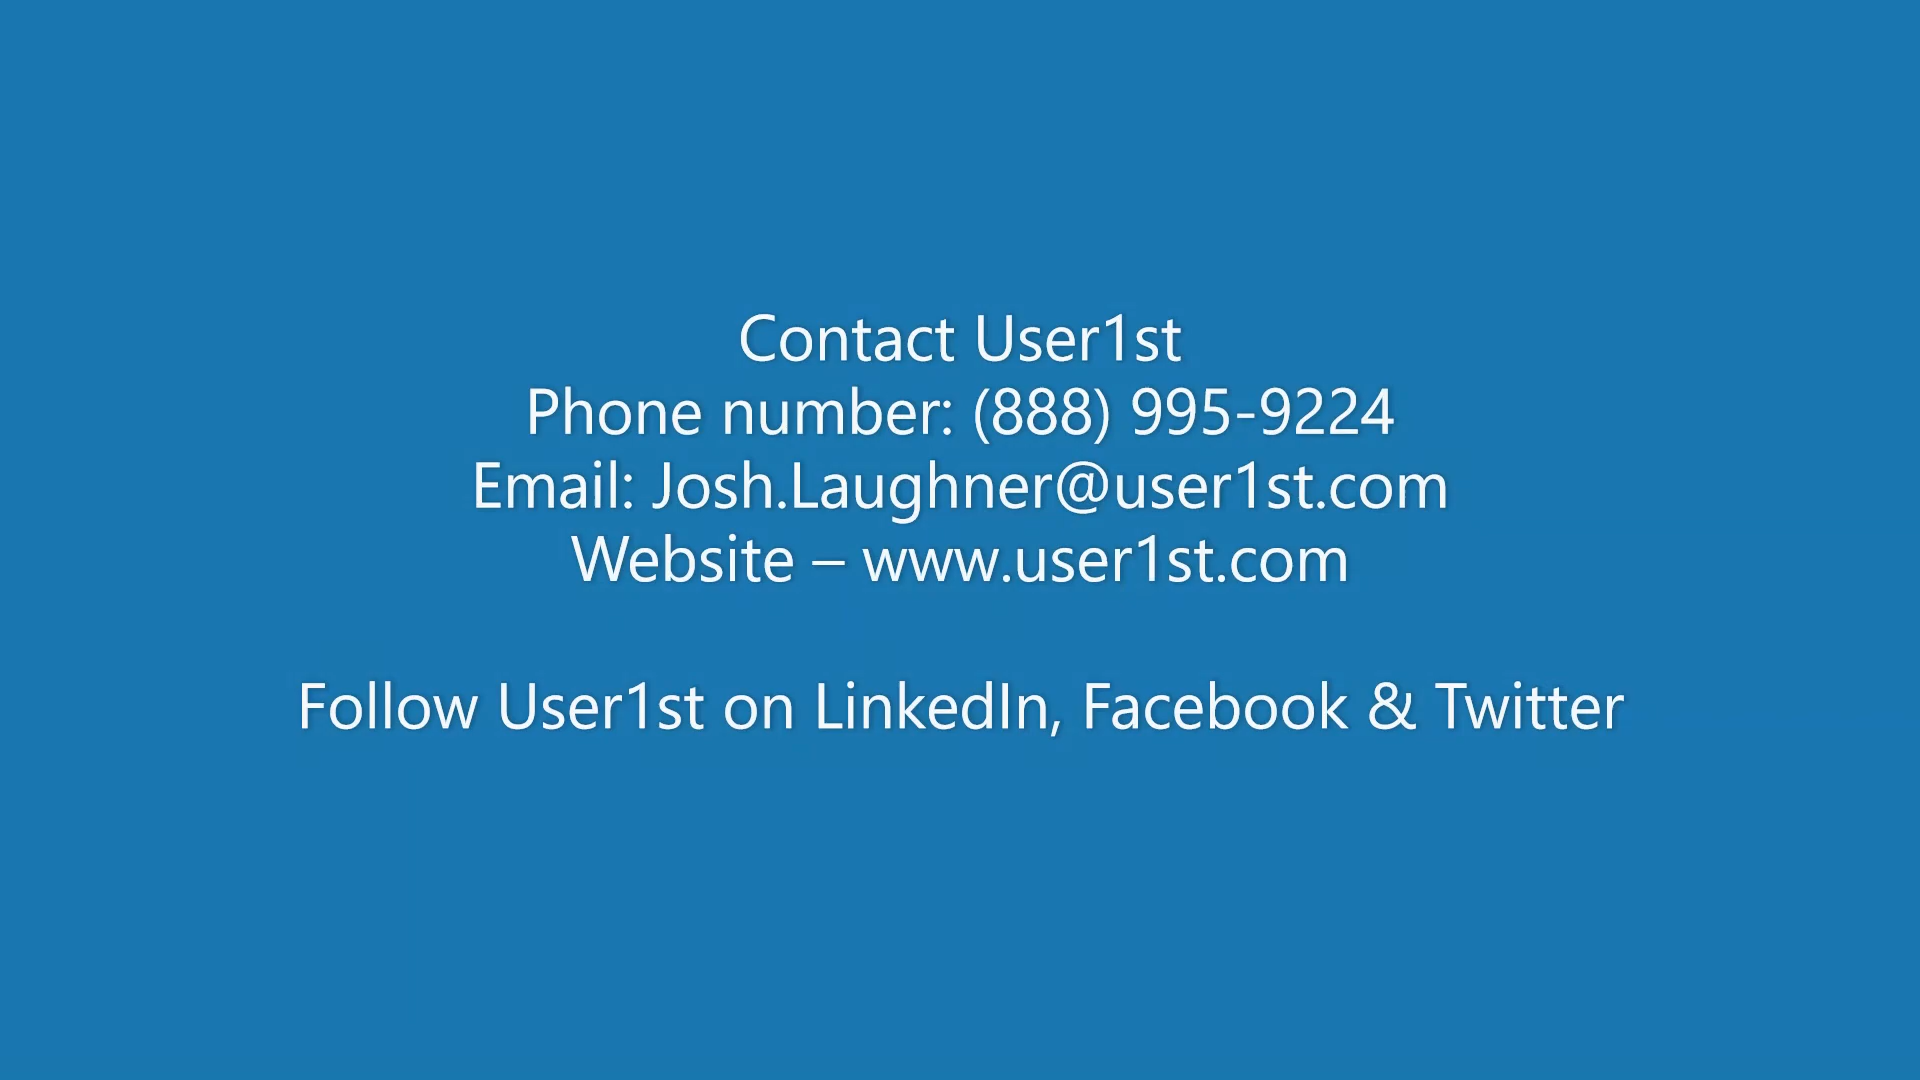 Contact User1st
Phone number: (888) 995-9224
Email: Josh.Laughner@user1st.com
Website – www.user1st.com
Follow User1st on LinkedIn, Facebook & Twitter